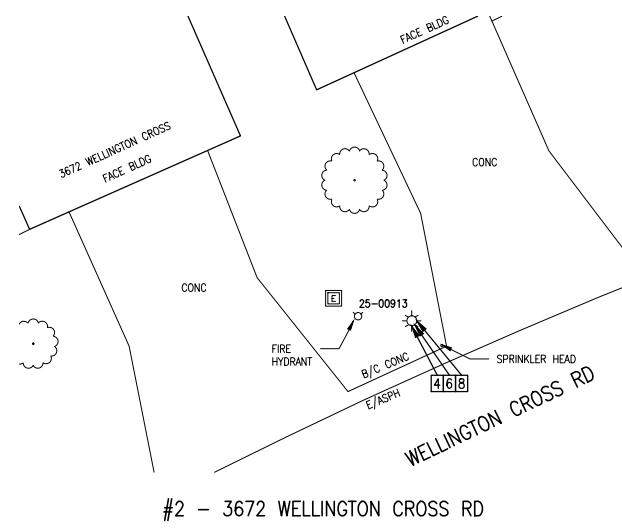 FACE BLDG
3672 WELLINGTON CROSS
FACE BLDG
CONC
CONC
E
25-00913
FIRE
HYDRANT
B/C CONC
SPRINKLER HEAD
E/ASPH
4 6 8
WELLINGTON CROSS RD
#2 - 3672 WELLINGTON CROSS RD